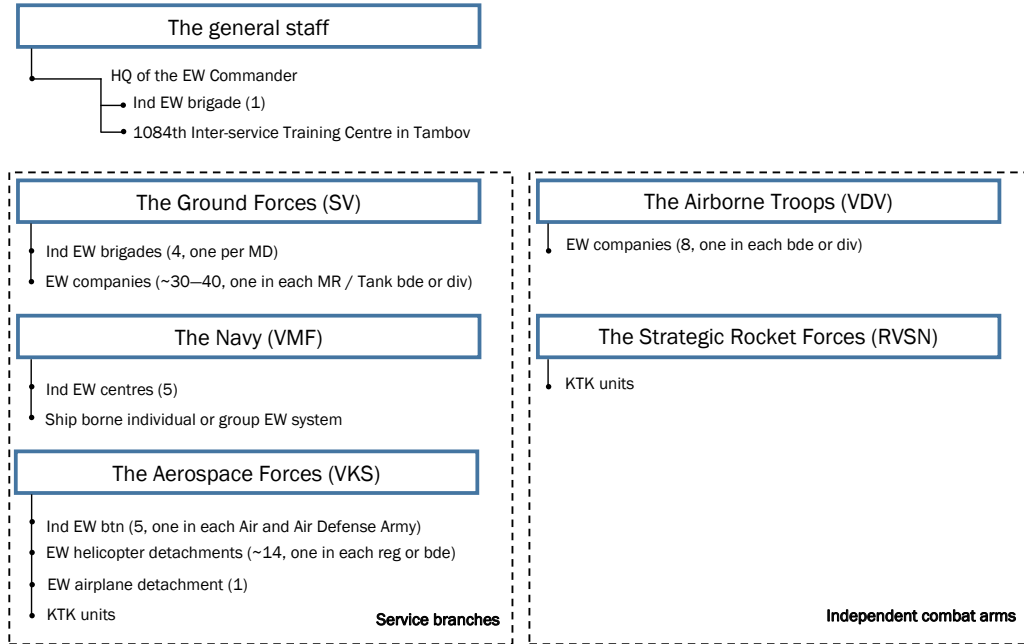 The general staff
HQ of the EW Commander
Ind EW brigade (1)
1084th Inter-service Training Centre in Tambov
The Ground Forces (SV)
Ind EW brigades (4, one per MD)
EW companies (~30—40, one in each MR / Tank bde or div)
The Navy (VMF)
Ind EW centres (5)
Ship borne individual or group EW system
The Aerospace Forces (VKS)
Ind EW btn (5, one in each Air and Air Defense Army)
EW helicopter detachments (~14, one in each reg or bde)
EW airplane detachment (1)
KTK units
Service branches
The Airborne Troops (VDV)
EW companies (8, one in each bde or div)
The Strategic Rocket Forces (RVSN)
KTK units
Independent combat arms